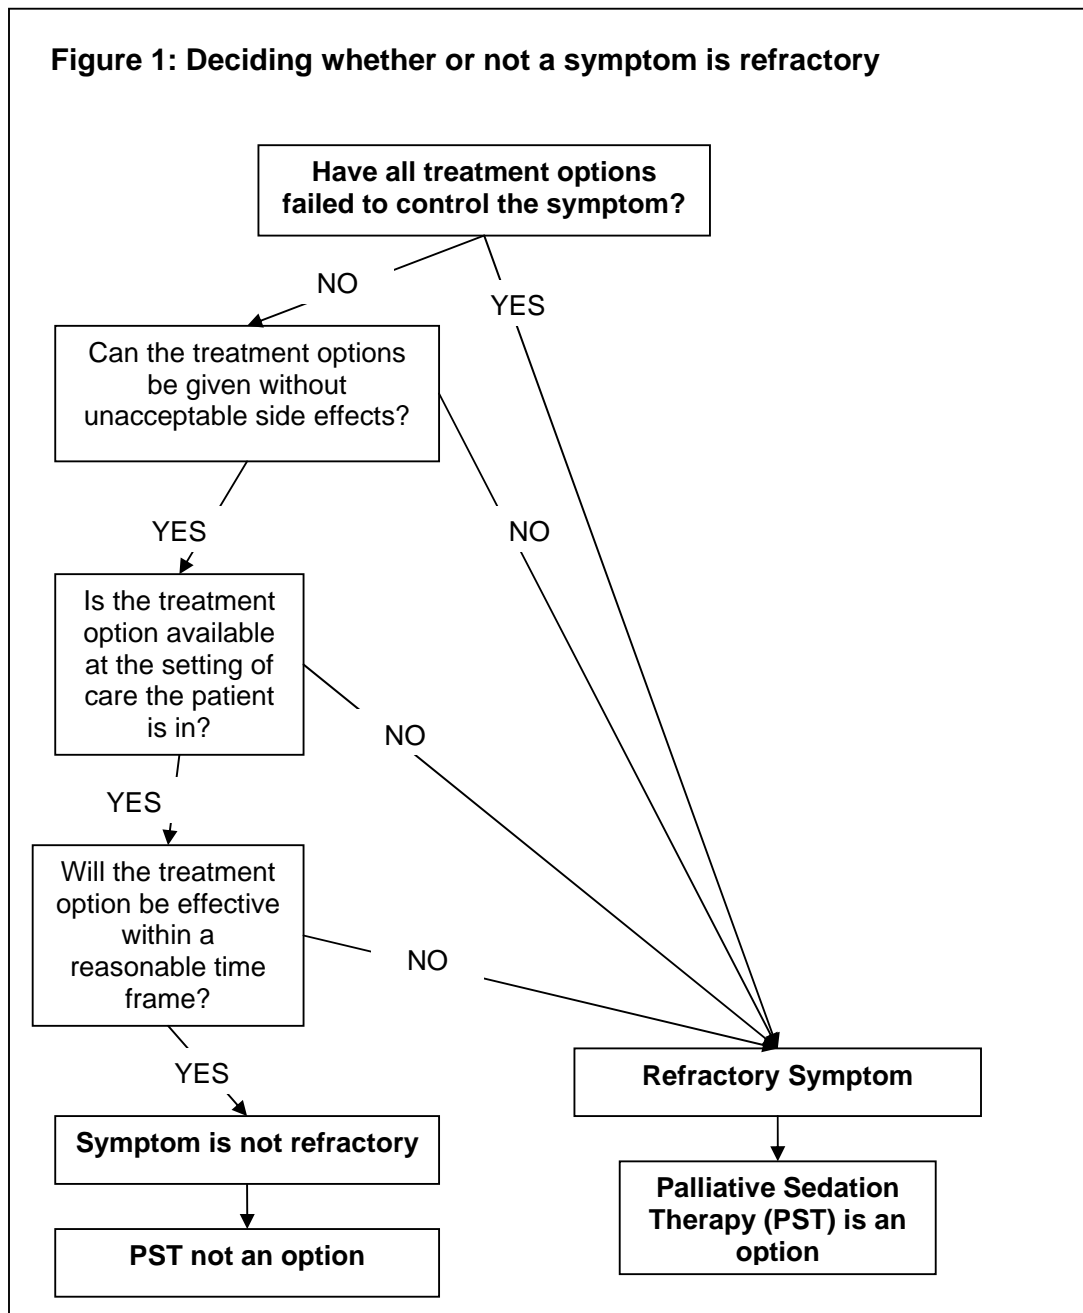 Figure 1: Deciding whether or not a symptom is refractory
Have all treatment options
failed to control the symptom?
NO
YES
Can the treatment options
be given without
unacceptable side effects?
YES
NO
Is the treatment
option available
at the setting of
care the patient
is in?
NO
YES
Will the treatment
option be effective
within a
reasonable time
frame?
NO
YES
Refractory Symptom
Symptom is not refractory
Palliative Sedation
Therapy (PST) is an
option
PST not an option